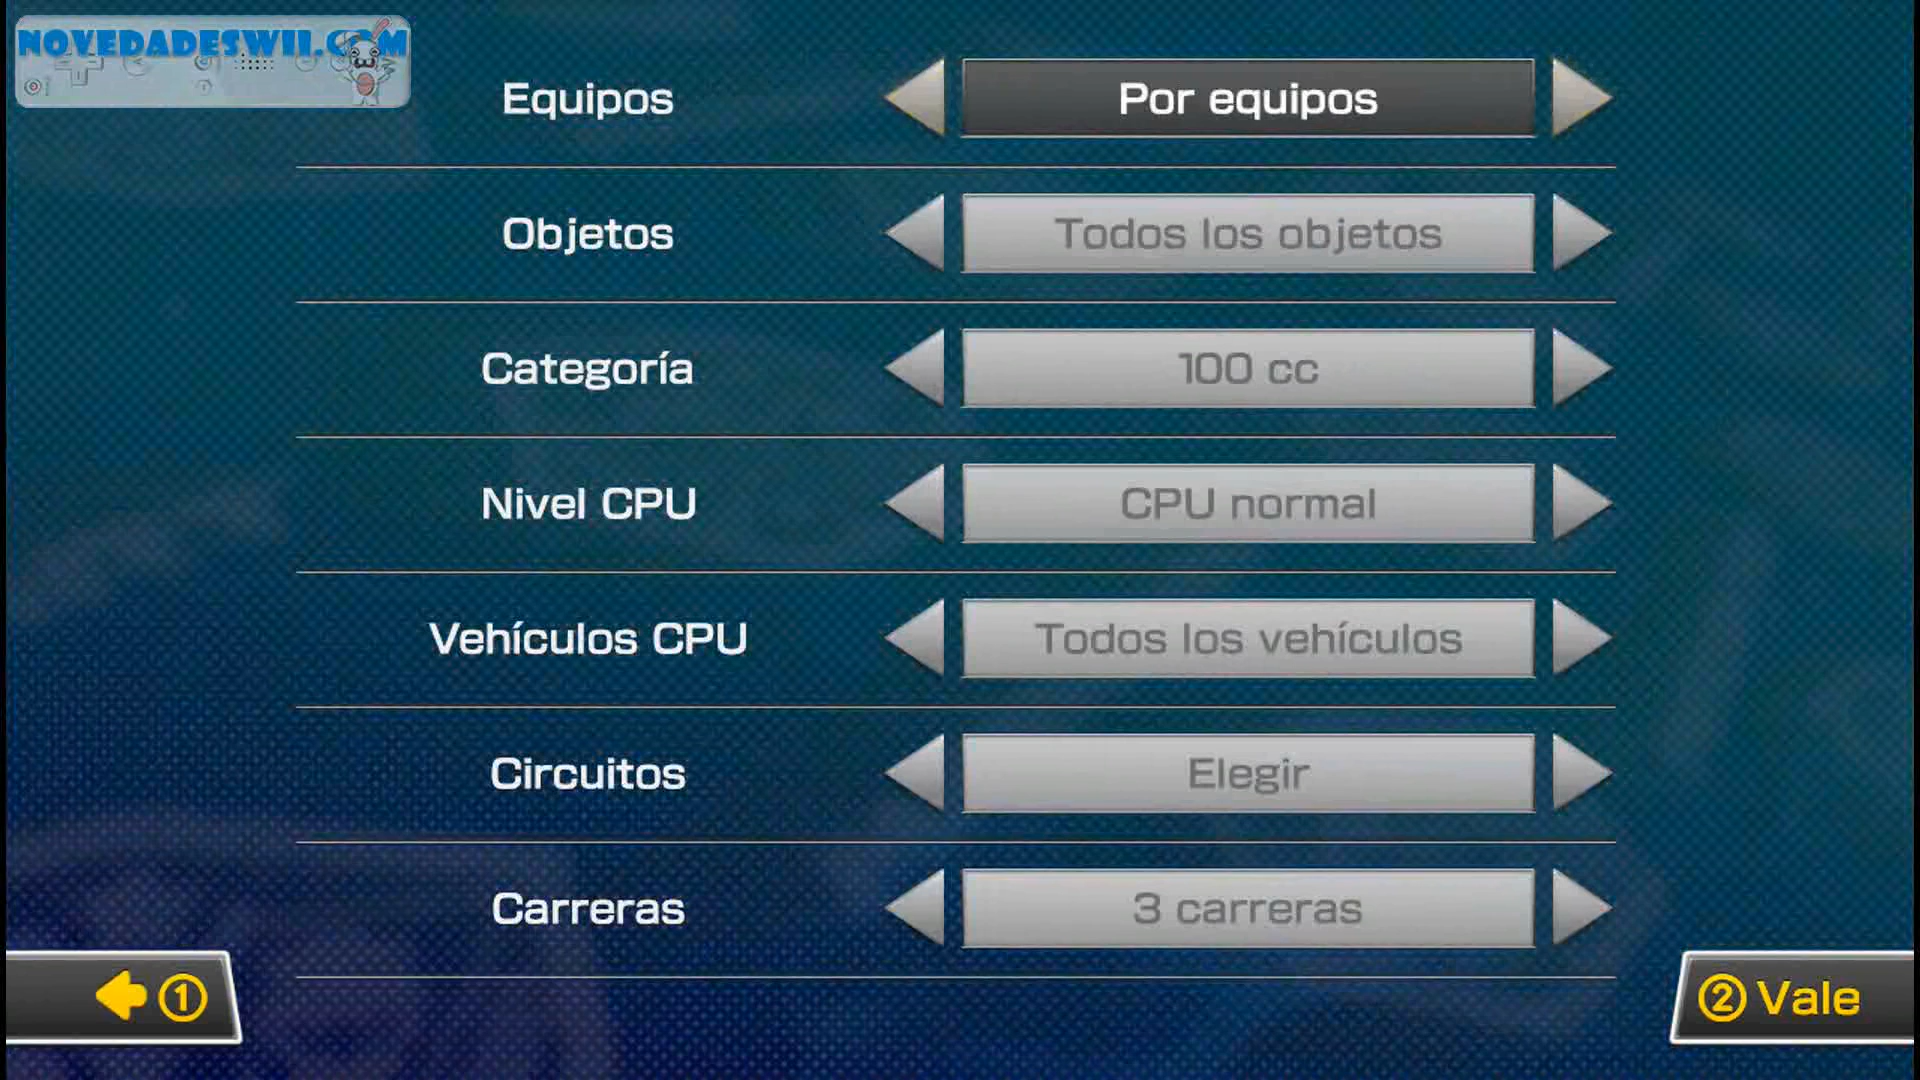 NOVEDADESWII.COM
Equipos
Por equipos
Objetos
Todos los objetos
Categoría
100 cc
Nivel CPU
CPU normal
Vehículos CPU
Todos los vehículos
Circuitos
Elegir
Carreras
3 carreras
1
2 Vale